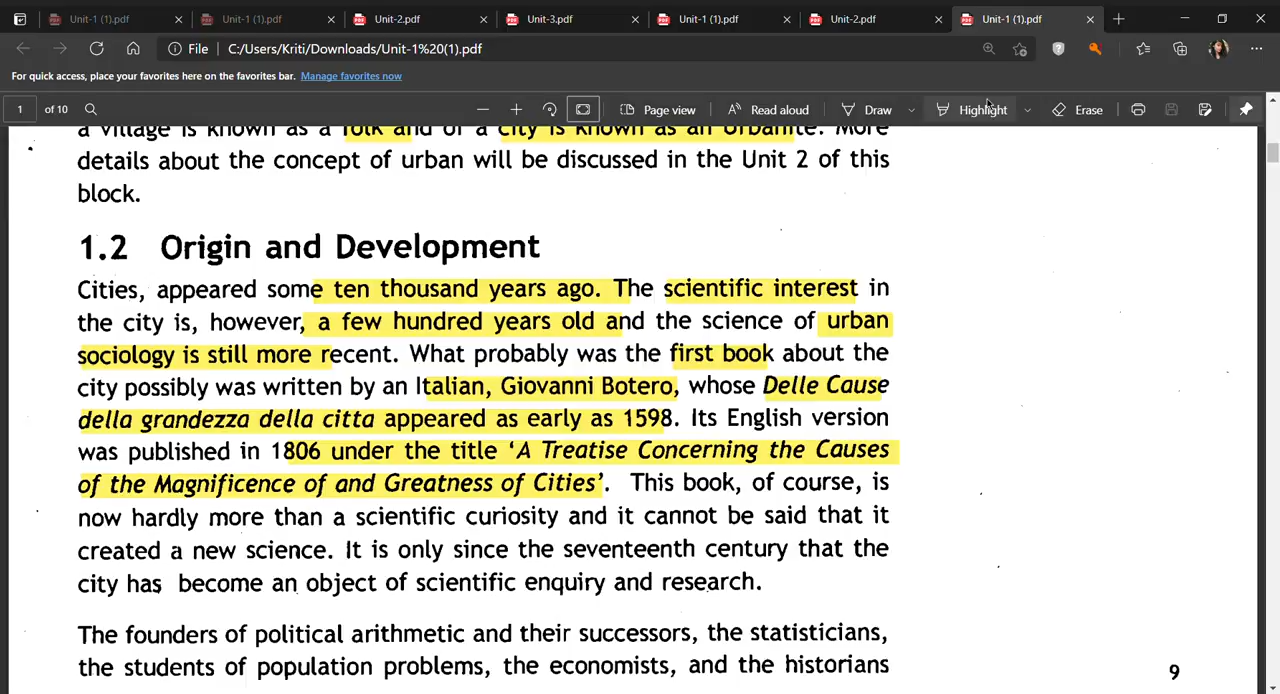 Unit-1 (1).pdf
Unit-1 (1).pdf
Unit-2.pdf
Unit-3.pdf
Unit-1 (1).pdf
Unit-2.pdf
Unit-1 (1).pdf
File
C:/Users/Kriti/Downloads/Unit-1%20(1).pdf
For quick access, place your favorites here on the favorites bar. Manage favorites now
1 of 10
Page view
Read aloud
Draw
Highlight
Erase
a village is known as a folk and of a city is known as an Urbanite. More
details about the concept of urban will be discussed in the Unit 2 of this
block.
1.2 Origin and Development
Cities, appeared some ten thousand years ago. The scientific interest in
the city is, however, a few hundred years old and the science of urban
sociology is still more recent. What probably was the first book about the
city possibly was written by an Italian, Giovanni Botero, whose Delle Cause
della grandezza della citta appeared as early as 1598. Its English version
was published in 1806 under the title ‘A Treatise Concerning the Causes
of the Magnificence of and Greatness of Cities’. This book, of course, is
now hardly more than a scientific curiosity and it cannot be said that it
created a new science. It is only since the seventeenth century that the
city has become an object of scientific enquiry and research.
The founders of political arithmetic and their successors, the statisticians,
the students of population problems, the economists, and the historians
9